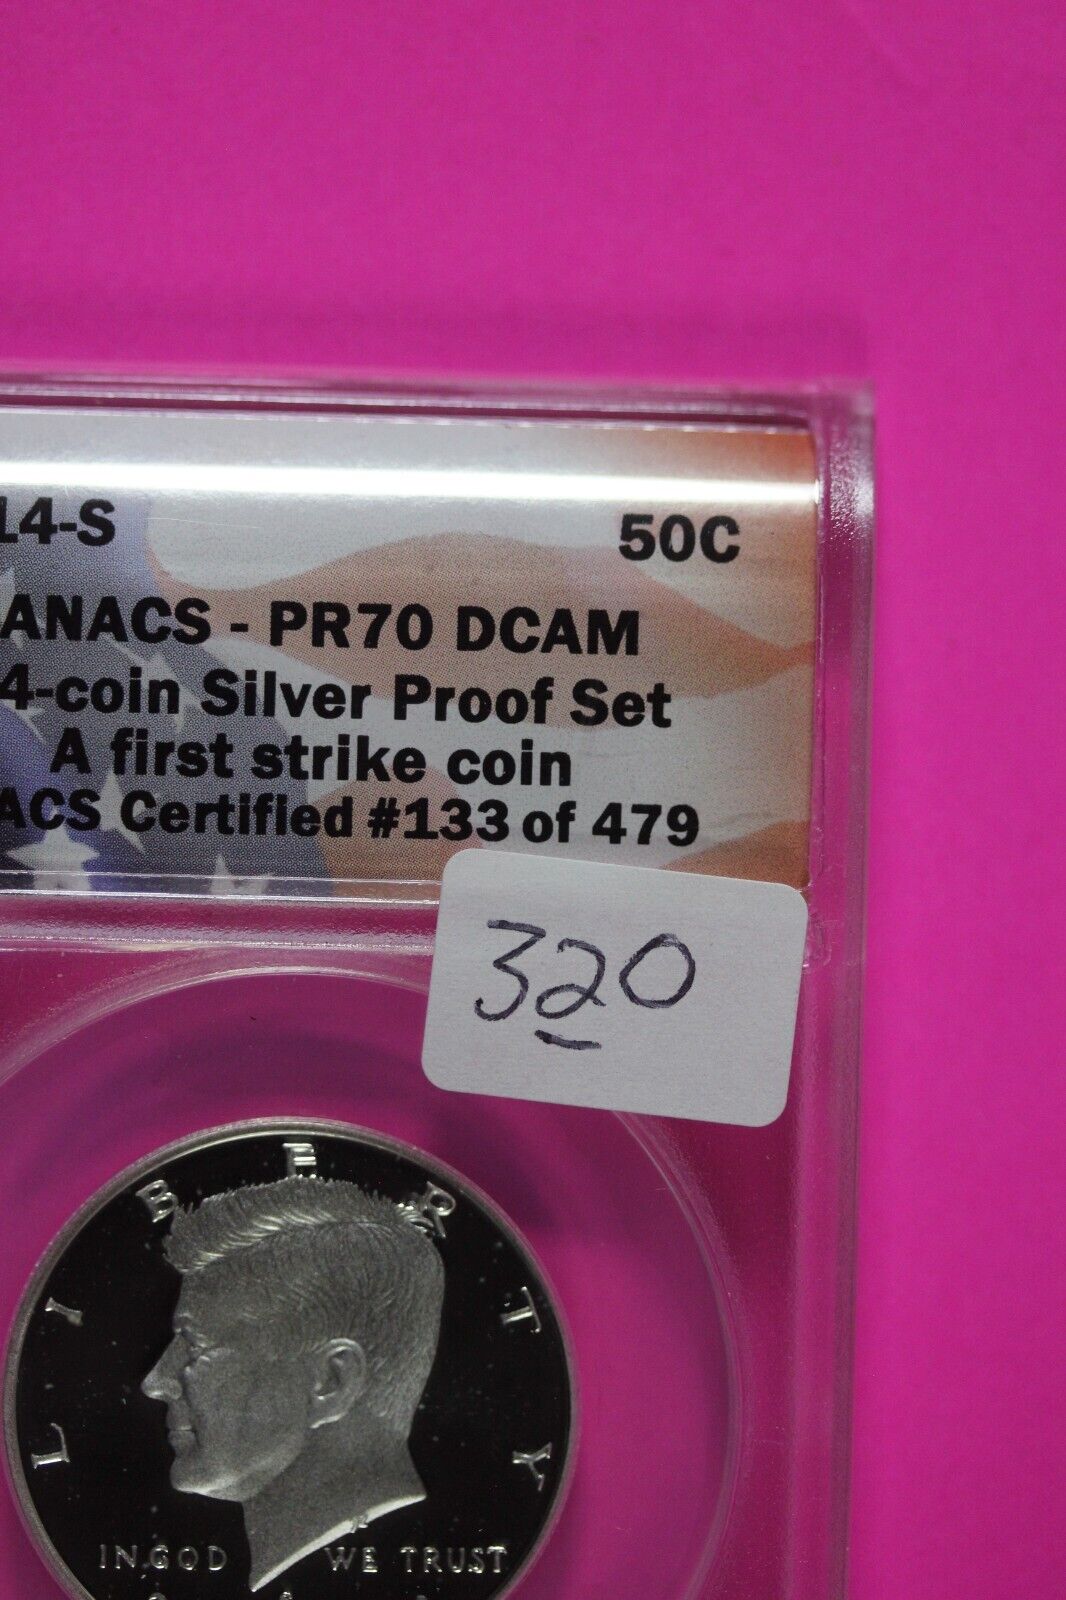 14-S 50C
ANACS - PR70 DCAM
4-coin Silver Proof Set
A first strike coin
ACS Certified #133 of 479
320
LIBERTY
IN GOD WE TRUST